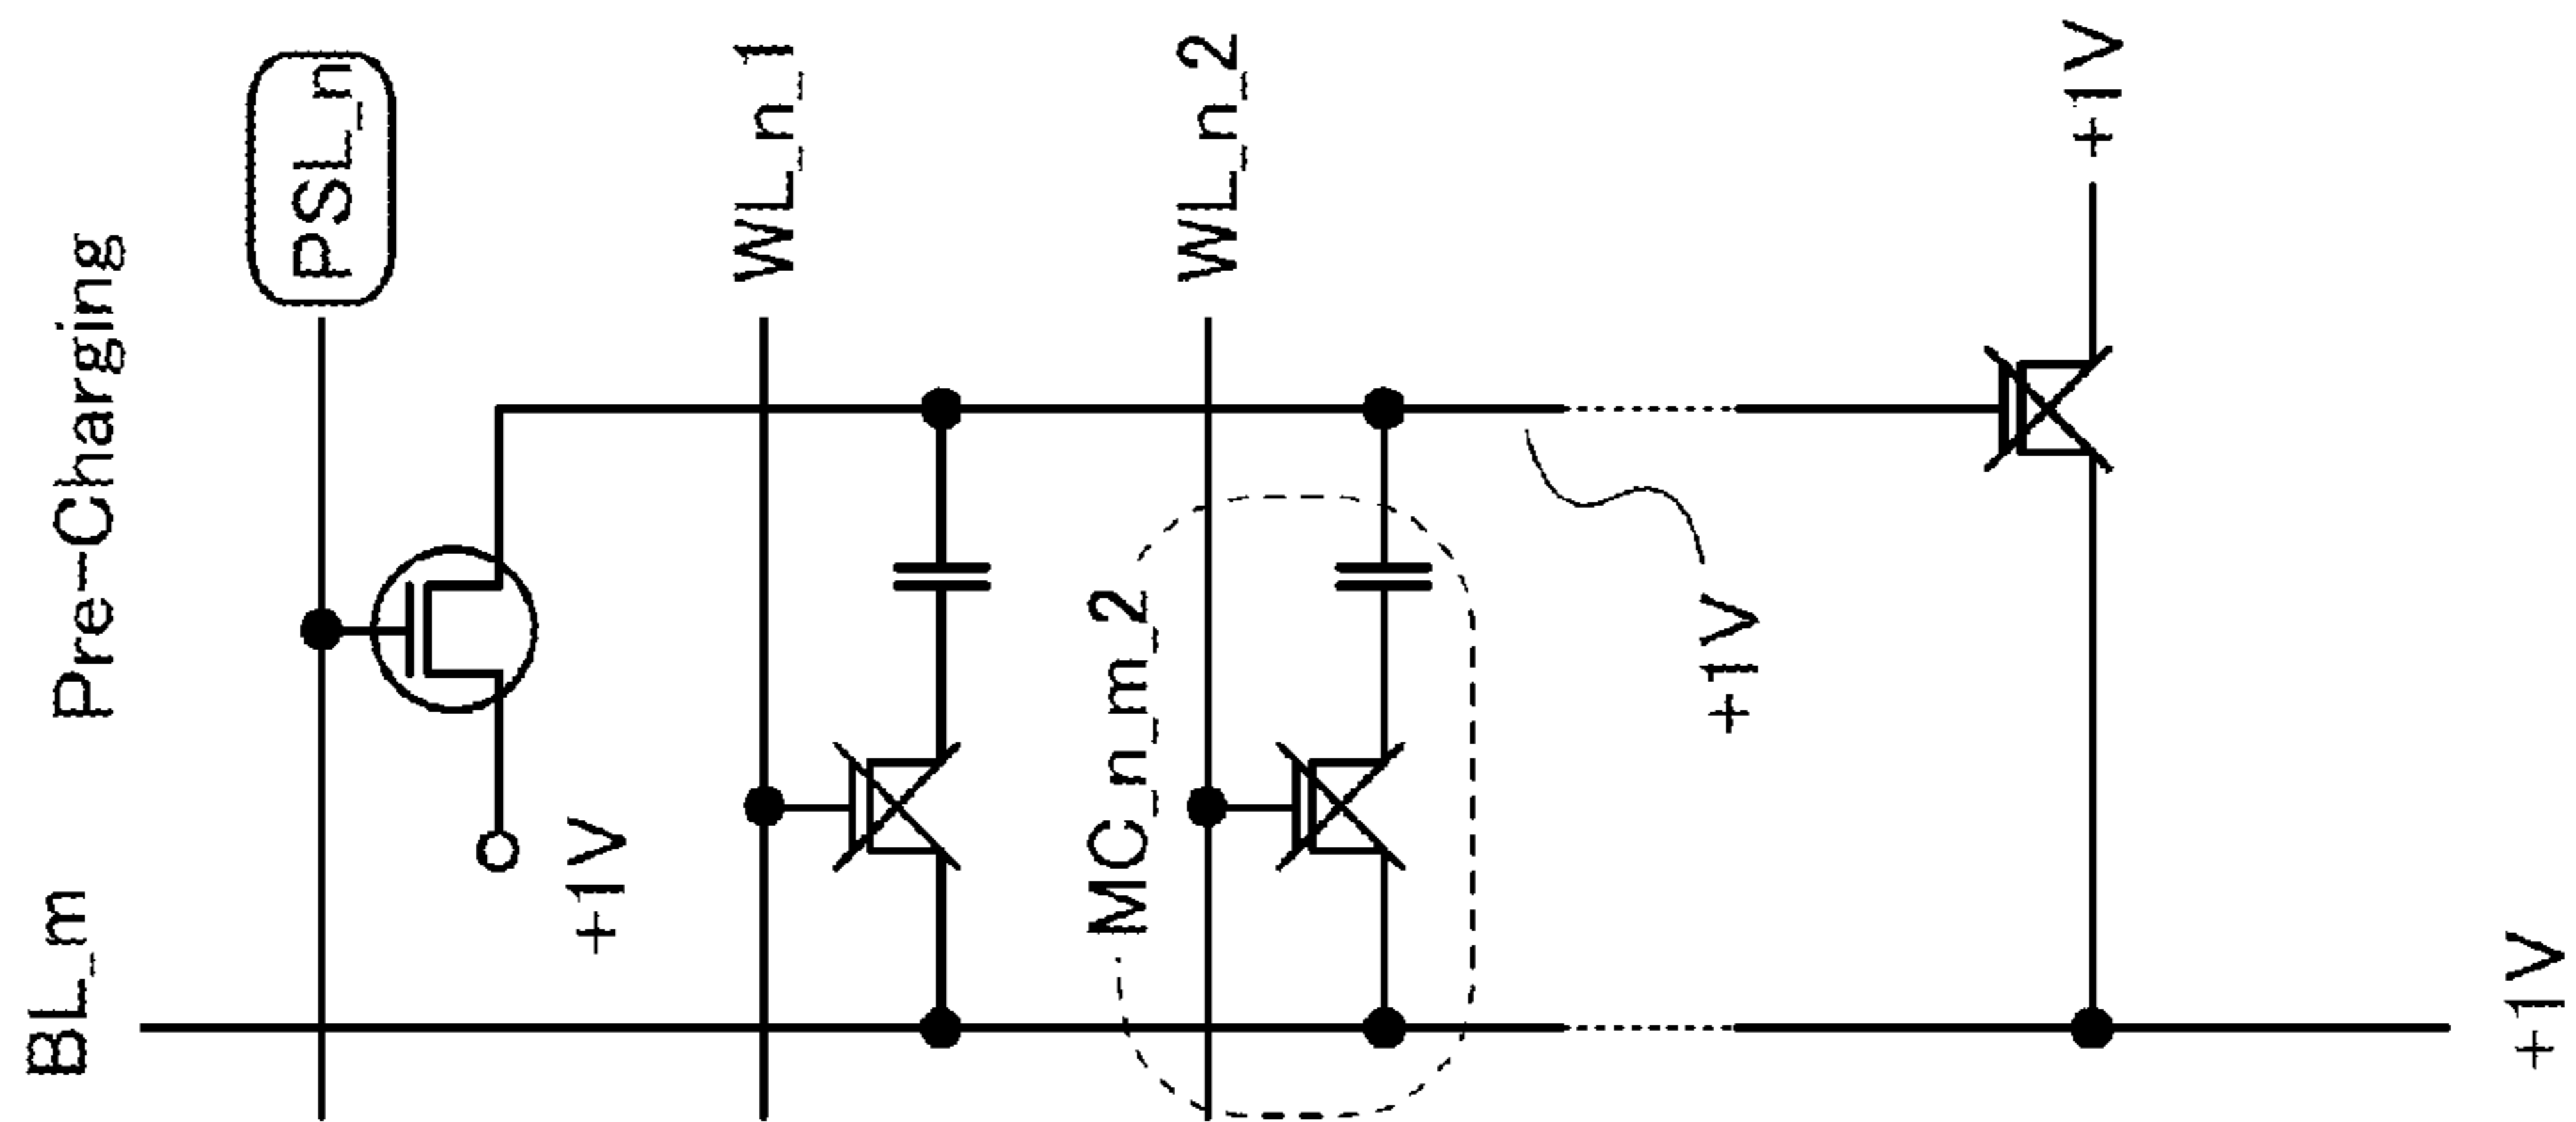 Pre-Charging
BL_m
PSL_n
+1V
WL_n_1
MC_n_m_2
WL_n_2
+1V
+1V
+1V